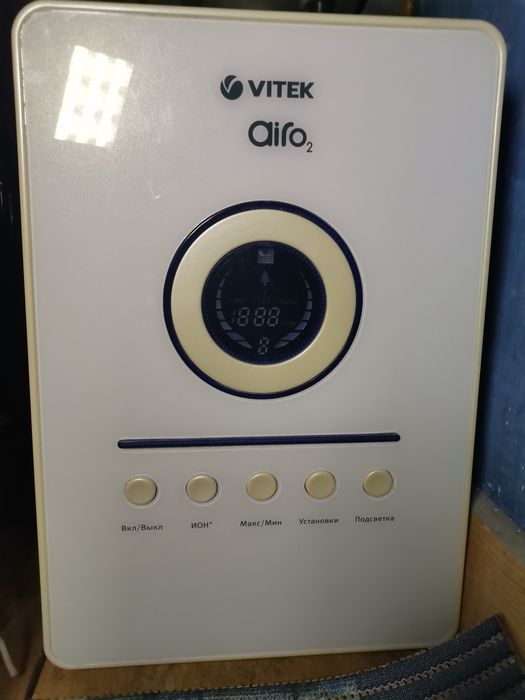 VITEK
airo2
888
8
Вкл/Выкл ИОН+ Макс/Мин Установки Подсветка